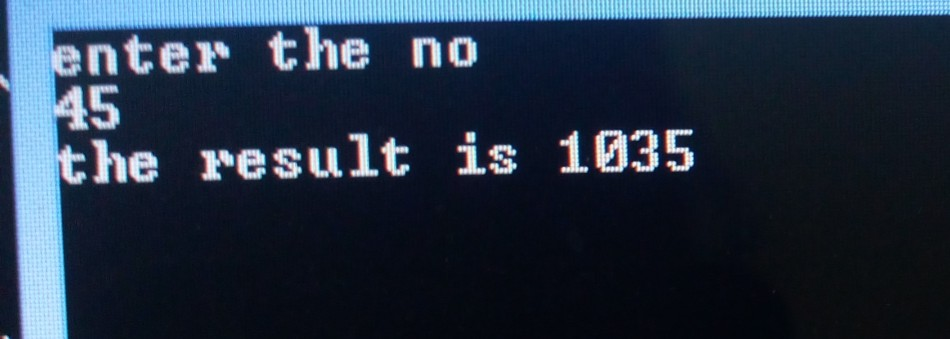 enter the no
45
the result is 1035